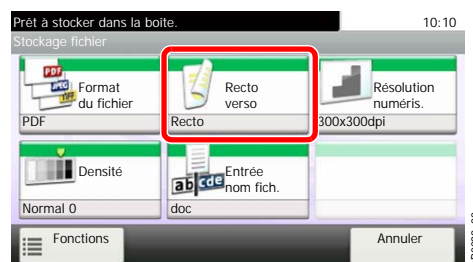 Prêt à stocker dans la boîte.
10:10
Stockage fichier
PDF
JPEG
TIFF
Format
du fichier
PDF
Recto
verso
Recto
Résolution
numéris.
300x300dpi
Densité
Normal 0
ab cde
Entrée
nom fich.
doc
Fonctions
Annuler